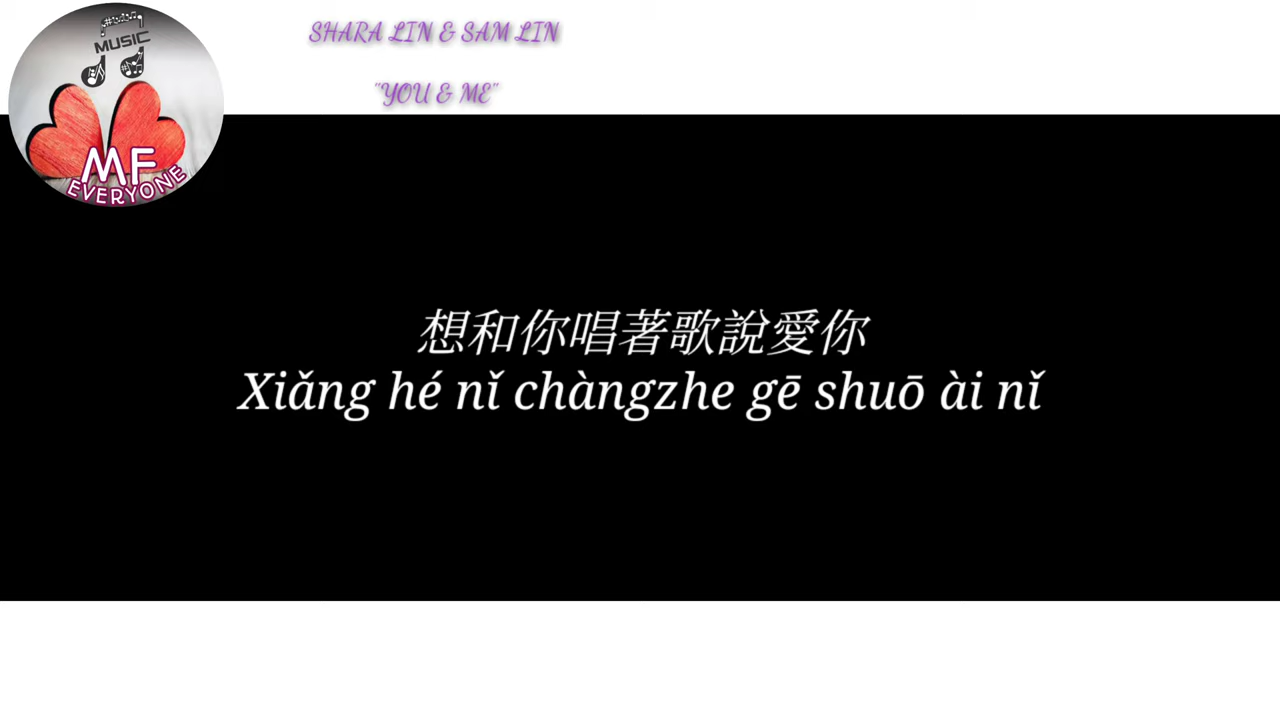 MUSIC
MF
EVERYONE
SHARA LIN & SAM LIN
"YOU & ME"
想和你唱著歌說愛你
Xiǎng hé nǐ chàngzhe gē shuō ài nǐ